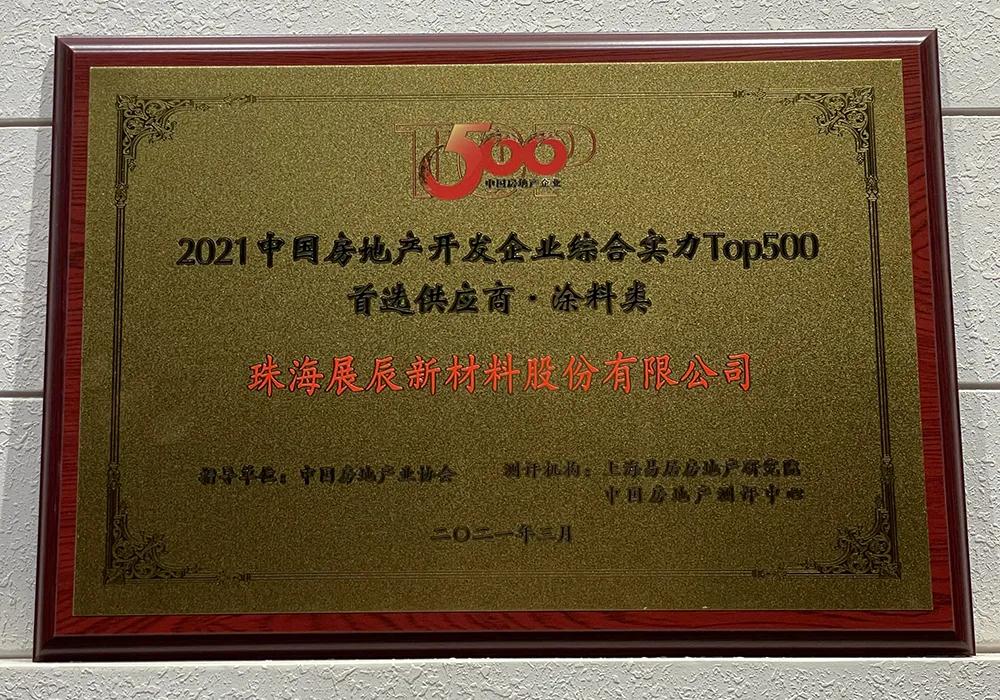 TOP
500
中国房地产企业
2021中国房地产开发企业综合实力Top500
首选供应商·涂料类
珠海展辰新材料股份有限公司
指导单位：中国房地产业协会
测评机构：上海易居房地产研究院
中国房地产测评中心
二〇二一年三月